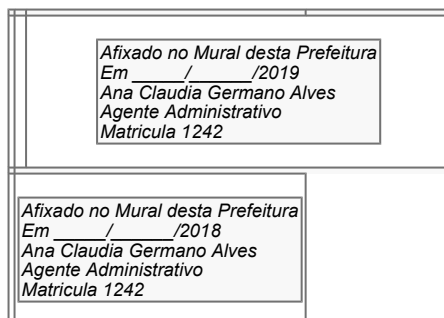 Afixado no Mural desta Prefeitura
Em _____/______/2019
Ana Claudia Germano Alves
Agente Administrativo
Matricula 1242
Afixado no Mural desta Prefeitura
Em _____/______/2018
Ana Claudia Germano Alves
Agente Administrativo
Matricula 1242